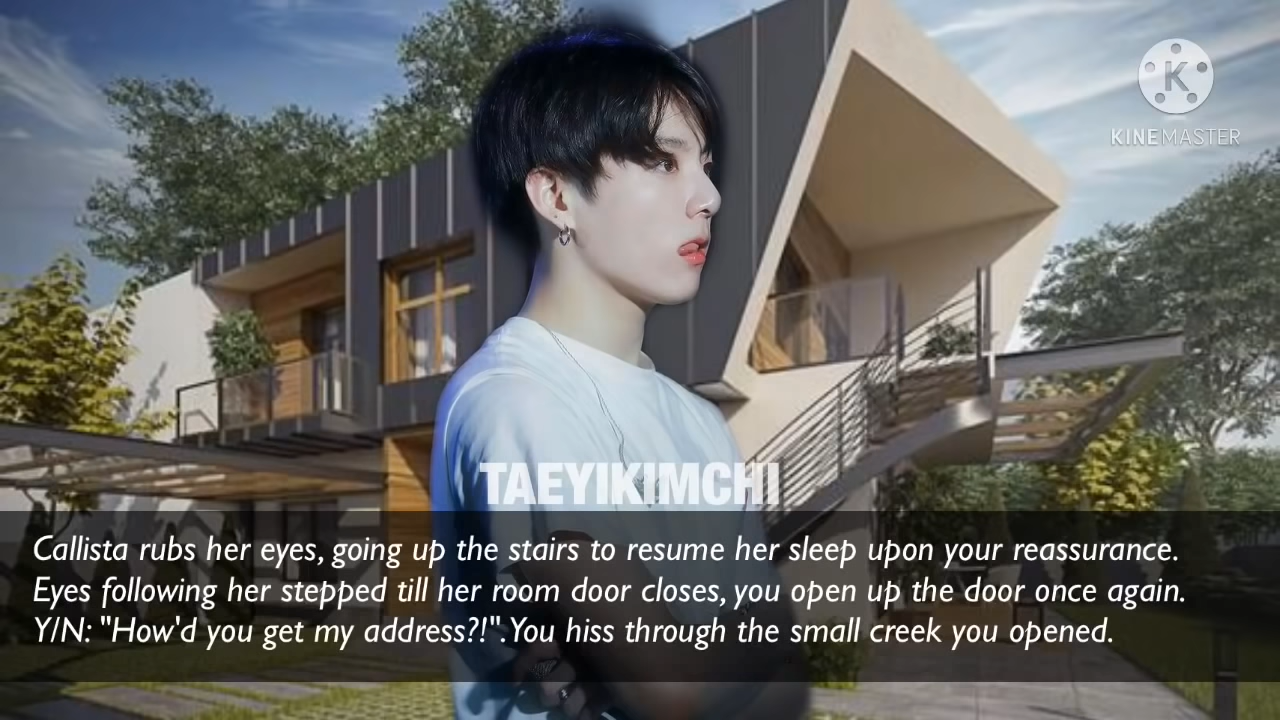 K
KINEMASTER
TAEYIKIMCHI
Callista rubs her eyes, going up the stairs to resume her sleep upon your reassurance.
Eyes following her stepped till her room door closes, you open up the door once again.
Y/N: "How'd you get my address?!".You hiss through the small creek you opened.